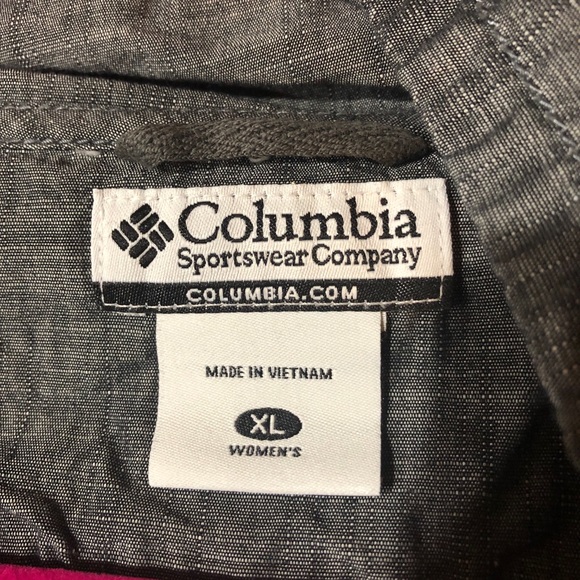 Columbia
Sportswear Company
COLUMBIA.COM
MADE IN VIETNAM
XL
WOMEN'S